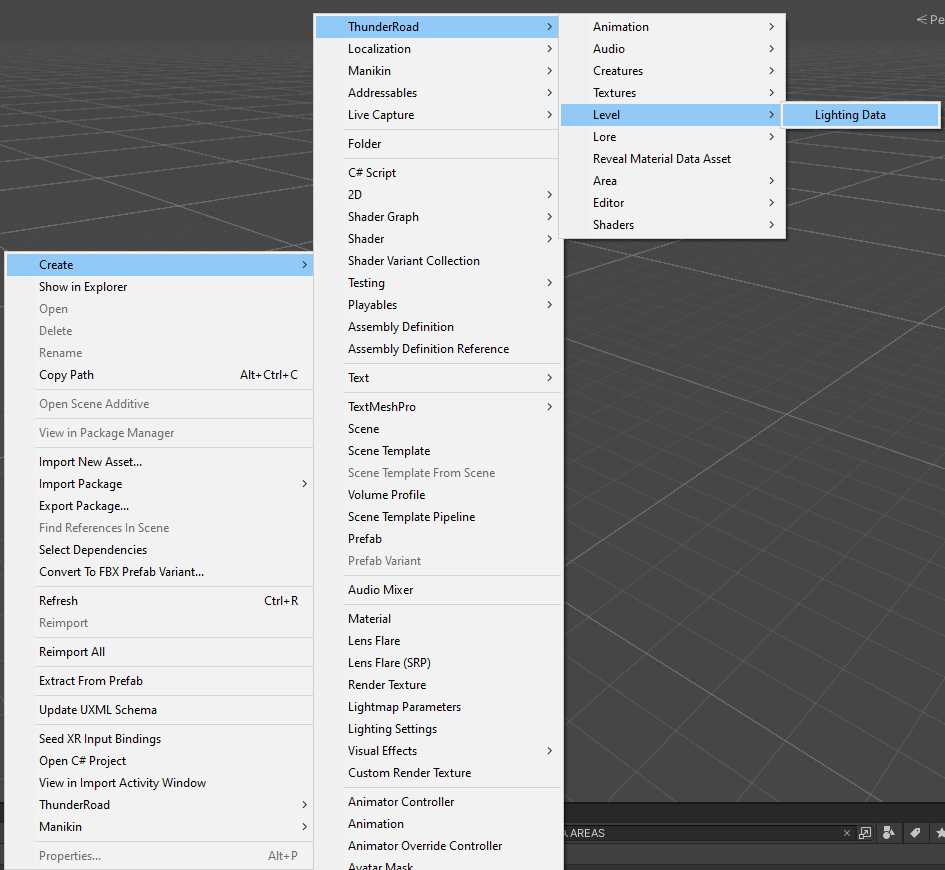 Create
Show in Explorer
Open
Delete
Rename
Copy Path Alt+Ctrl+C
Open Scene Additive
View in Package Manager
Import New Asset...
Import Package
Export Package...
Find References In Scene
Select Dependencies
Convert To FBX Prefab Variant...
Refresh Ctrl+R
Reimport
Reimport All
Extract From Prefab
Update UXML Schema
Seed XR Input Bindings
Open C# Project
View in Import Activity Window
ThunderRoad
Manikin
Properties... Alt+P
ThunderRoad
Localization
Manikin
Addressables
Live Capture
Folder
C# Script
2D
Shader Graph
Shader
Shader Variant Collection
Testing
Playables
Assembly Definition
Assembly Definition Reference
Text
TextMeshPro
Scene
Scene Template
Scene Template From Scene
Volume Profile
Scene Template Pipeline
Prefab
Prefab Variant
Audio Mixer
Material
Lens Flare
Lens Flare (SRP)
Render Texture
Lightmap Parameters
Lighting Settings
Visual Effects
Custom Render Texture
Animator Controller
Animation
Animator Override Controller
Avatar Mask
Animation
Audio
Creatures
Textures
Level
Lore
Reveal Material Data Asset
Area
Editor
Shaders
Lighting Data
Pe
AREAS